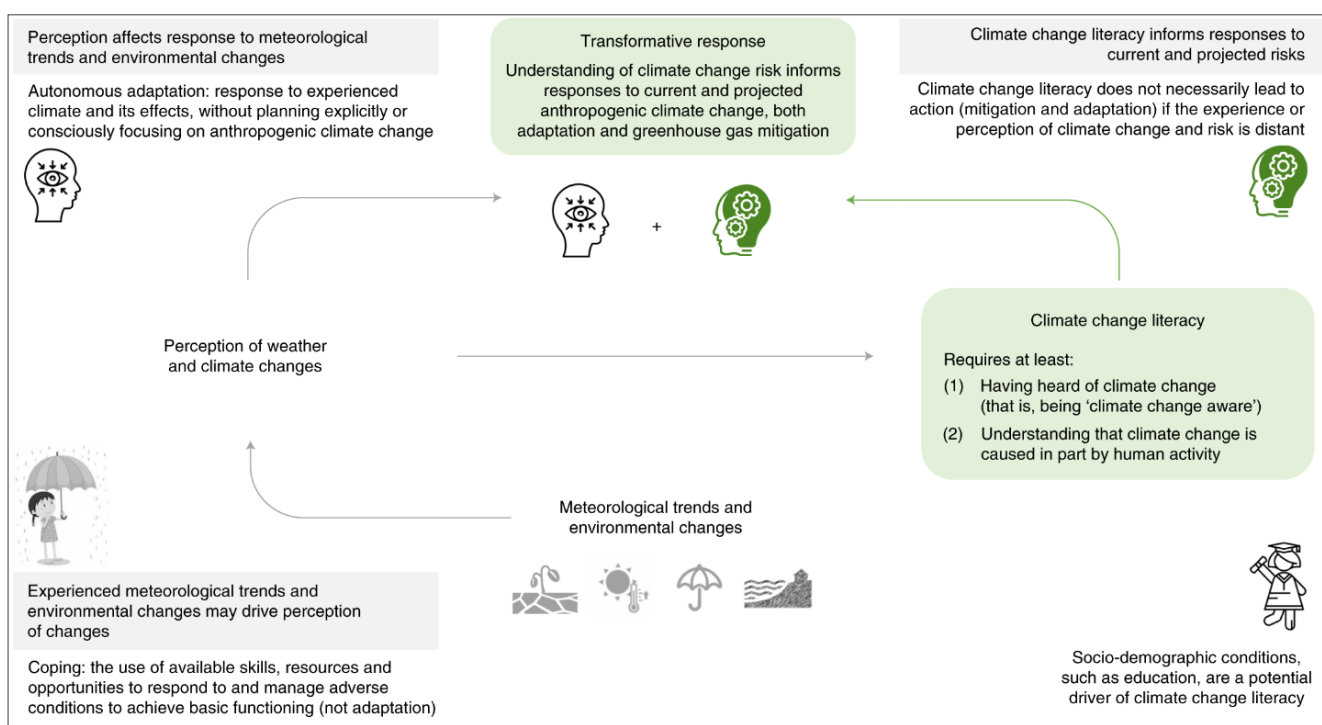 Perception affects response to meteorological
trends and environmental changes
Autonomous adaptation: response to experienced
climate and its effects, without planning explicitly or
consciously focusing on anthropogenic climate change
Transformative response
Understanding of climate change risk informs
responses to current and projected
anthropogenic climate change, both
adaptation and greenhouse gas mitigation
Climate change literacy informs responses to
current and projected risks
Climate change literacy does not necessarily lead to
action (mitigation and adaptation) if the experience or
perception of climate change and risk is distant
+
Perception of weather
and climate changes
Climate change literacy
Requires at least:
(1) Having heard of climate change
(that is, being ‘climate change aware’)
(2) Understanding that climate change is
caused in part by human activity
Meteorological trends and
environmental changes
Experienced meteorological trends and
environmental changes may drive perception
of changes
Coping: the use of available skills, resources and
opportunities to respond to and manage adverse
conditions to achieve basic functioning (not adaptation)
Socio-demographic conditions,
such as education, are a potential
driver of climate change literacy